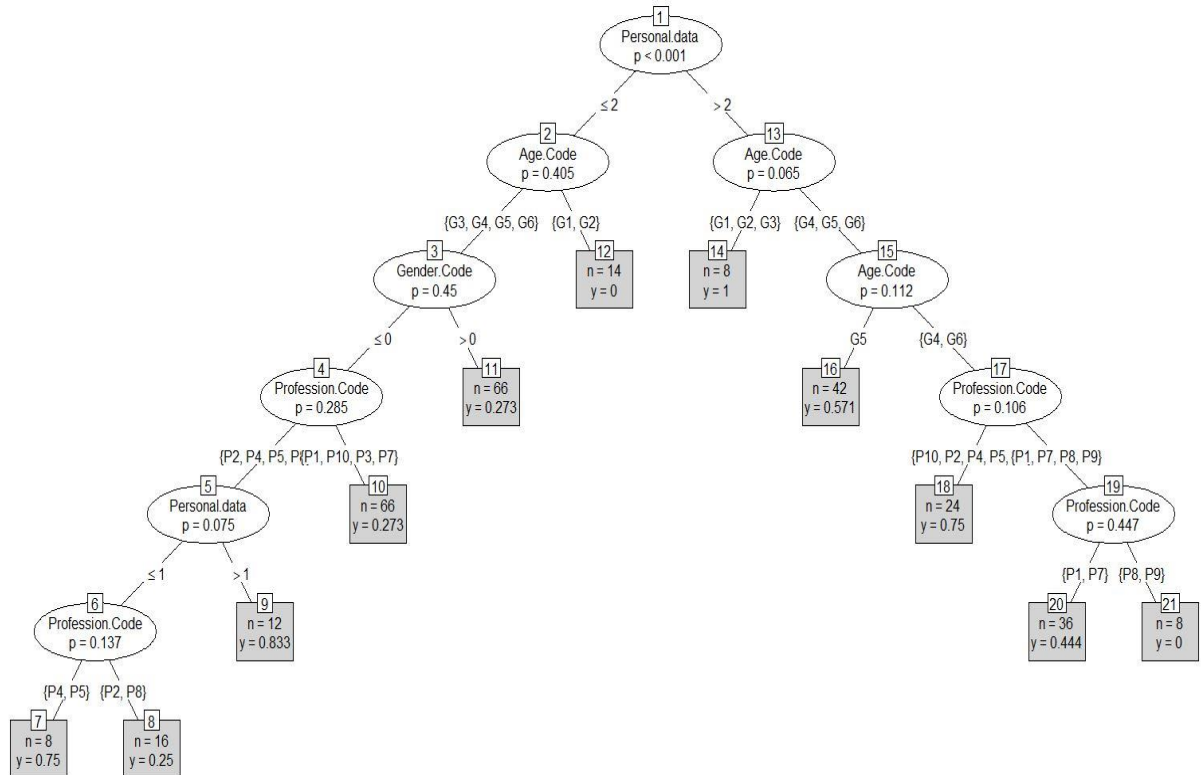 1
Personal.data
p < 0.001
≤ 2
> 2
2
Age.Code
p = 0.405
13
Age.Code
p = 0.065
{G3, G4, G5, G6}
{G1, G2}
{G1, G2, G3}
{G4, G5, G6}
3
Gender.Code
p = 0.45
12
n = 14
y = 0
14
n = 8
y = 1
15
Age.Code
p = 0.112
≤ 0
> 0
G5
{G4, G6}
4
Profession.Code
p = 0.285
11
n = 66
y = 0.273
16
n = 42
y = 0.571
17
Profession.Code
p = 0.106
{P2, P4, P5,
P1, P10, P3, P7}
{P10, P2, P4, P5,
{P1, P7, P8, P9}
5
Personal.data
p = 0.075
10
n = 66
y = 0.273
18
n = 24
y = 0.75
19
Profession.Code
p = 0.447
≤ 1
> 1
{P1, P7}
{P8, P9}
6
Profession.Code
p = 0.137
9
n = 12
y = 0.833
20
n = 36
y = 0.444
21
n = 8
y = 0
{P4, P5}
{P2, P8}
7
n = 8
y = 0.75
8
n = 16
y = 0.25